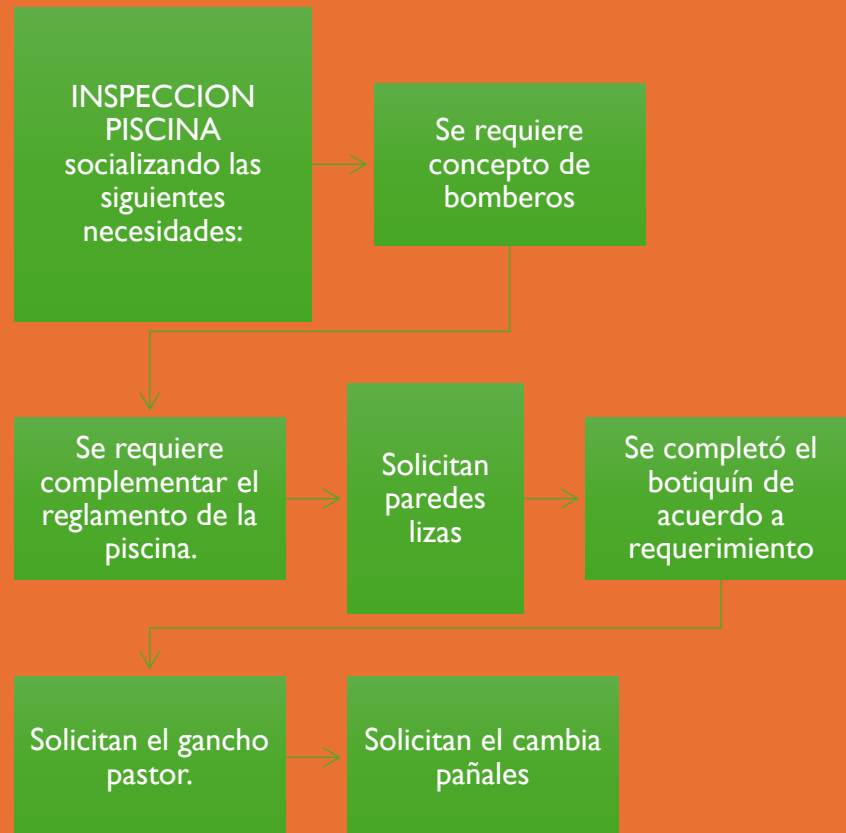 INSPECCION
PISCINA
socializando las
siguientes
necesidades:
Se requiere
concepto de
bomberos
Se requiere
complementar el
reglamento de la
piscina.
Solicitan
paredes
lizas
Se completó el
botiquín de
acuerdo a
requerimiento
Solicitan el gancho
pastor.
Solicitan el cambia
pañales